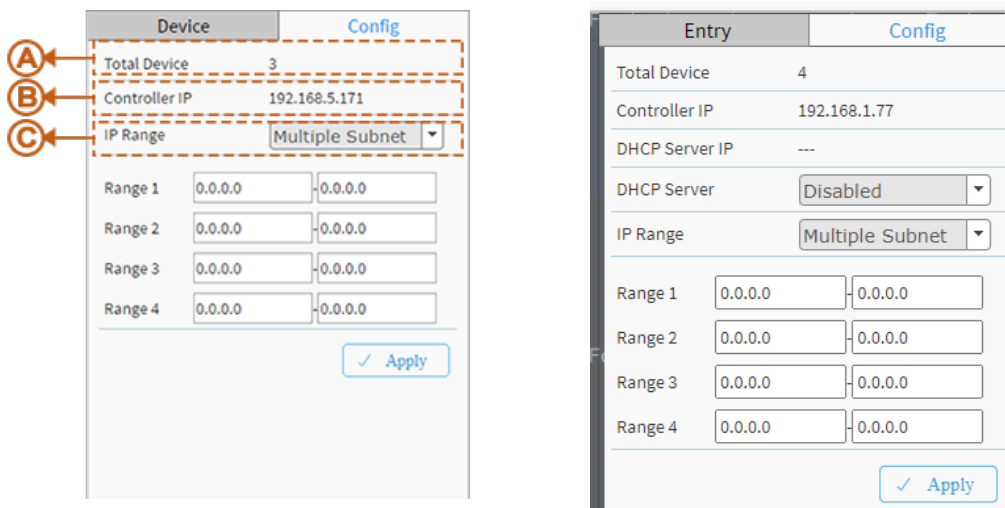 Device Config
A Total Device 3
B Controller IP 192.168.5.171
C IP Range Multiple Subnet
Range 1 0.0.0.0 -0.0.0.0
Range 2 0.0.0.0 -0.0.0.0
Range 3 0.0.0.0 -0.0.0.0
Range 4 0.0.0.0 -0.0.0.0
✓ Apply
Entry Config
Total Device 4
Controller IP 192.168.1.77
DHCP Server IP ---
DHCP Server Disabled
IP Range Multiple Subnet
Range 1 0.0.0.0 - 0.0.0.0
Range 2 0.0.0.0 - 0.0.0.0
Range 3 0.0.0.0 - 0.0.0.0
Range 4 0.0.0.0 - 0.0.0.0
✓ Apply